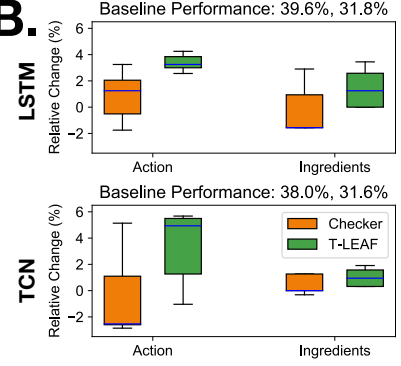 B.
Baseline Performance: 39.6%, 31.8%
LSTM
Relative Change (%)
6
4
2
0
−2
Action
Ingredients
Baseline Performance: 38.0%, 31.6%
TCN
Relative Change (%)
6
4
2
0
−2
Checker
T-LEAF
Action
Ingredients